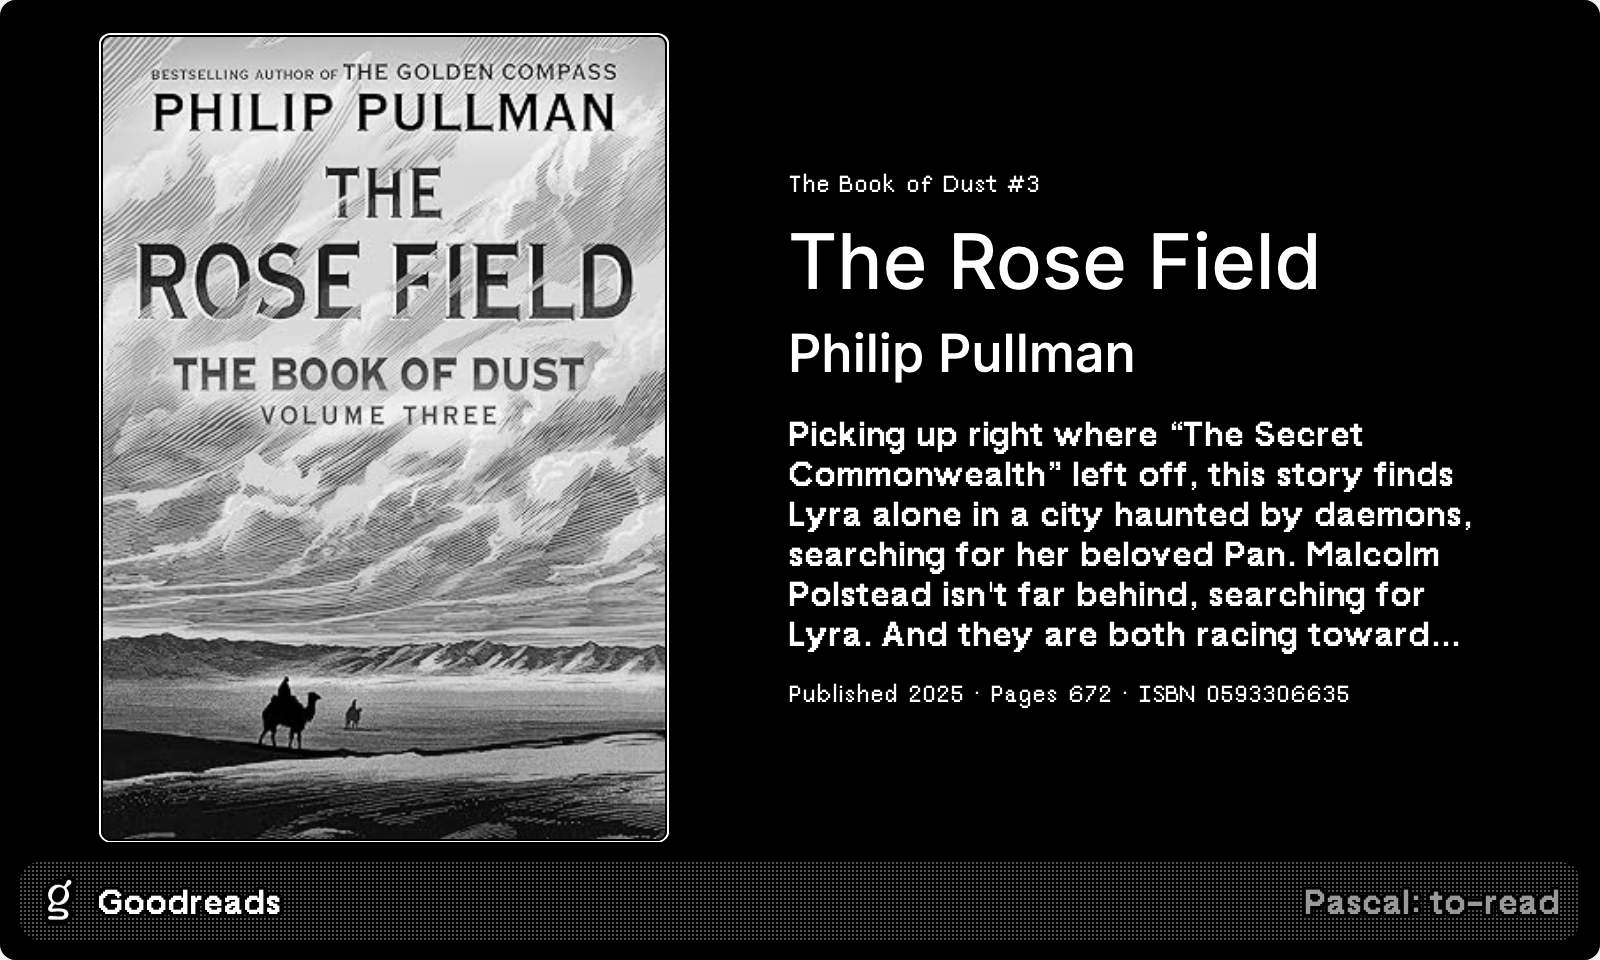 BESTSELLING AUTHOR OF THE GOLDEN COMPASS
PHILIP PULLMAN
THE
ROSE FIELD
THE BOOK OF DUST
VOLUME THREE
The Book of Dust #3
The Rose Field
Philip Pullman
Picking up right where “The Secret
Commonwealth” left off, this story finds
Lyra alone in a city haunted by daemons,
searching for her beloved Pan. Malcolm
Polstead isn't far behind, searching for
Lyra. And they are both racing toward...
Published 2025 · Pages 672 · ISBN 0593306635
g Goodreads
Pascal: to-read